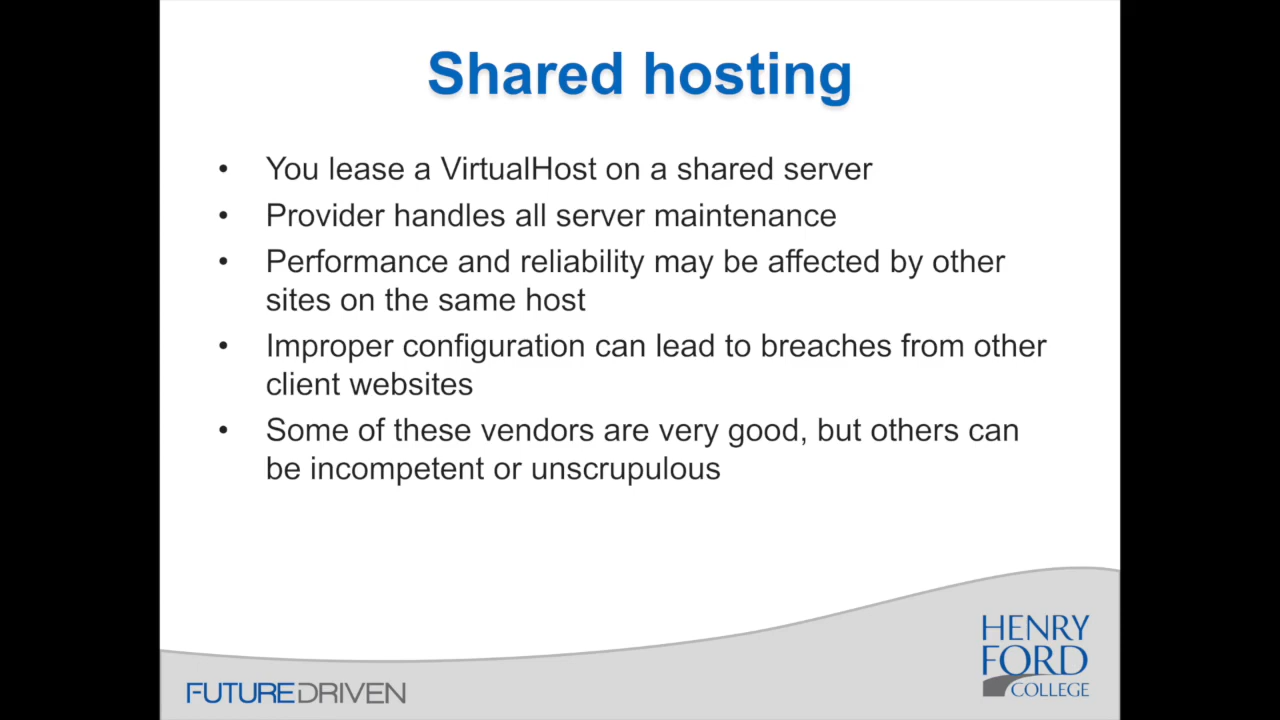 Shared hosting
• You lease a VirtualHost on a shared server
• Provider handles all server maintenance
• Performance and reliability may be affected by other
sites on the same host
• Improper configuration can lead to breaches from other
client websites
• Some of these vendors are very good, but others can
be incompetent or unscrupulous
FUTUREDRIVEN
HENRY
FORD
COLLEGE